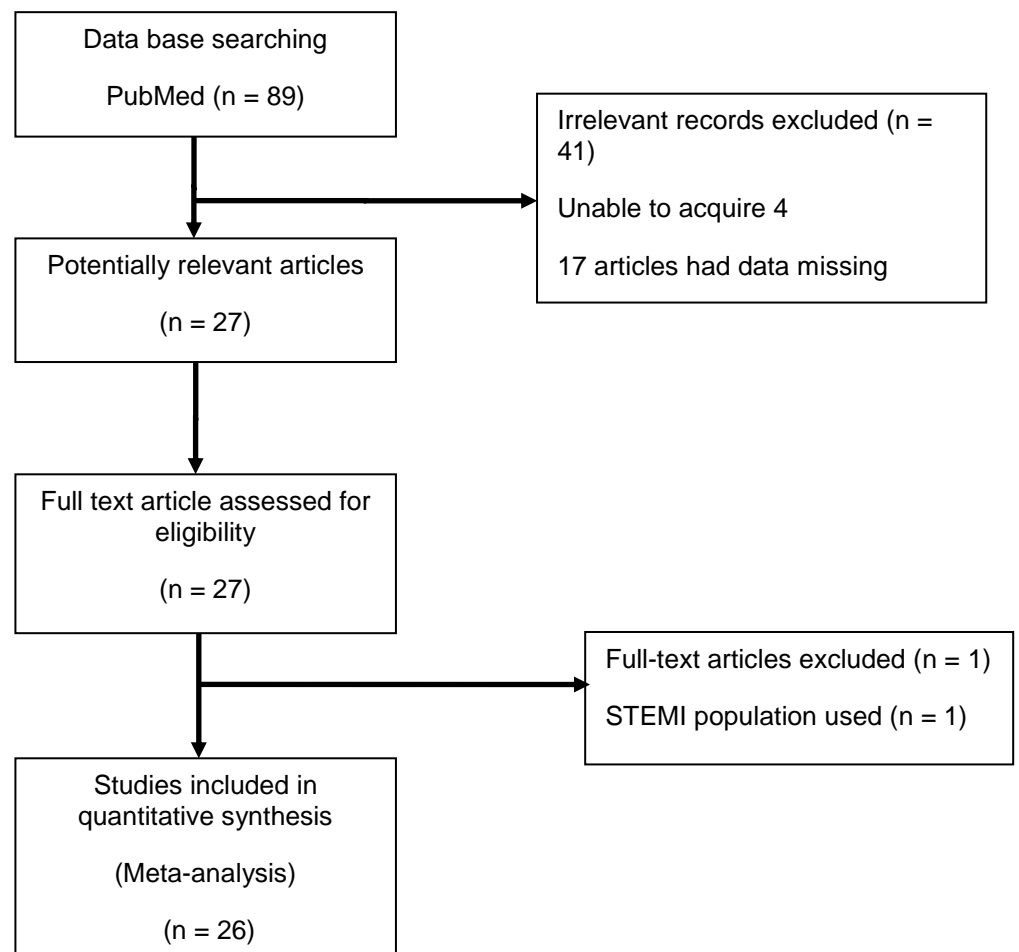 Data base searching
PubMed (n = 89)
Irrelevant records excluded (n =
41)
Unable to acquire 4
17 articles had data missing
Potentially relevant articles
(n = 27)
Full text article assessed for
eligibility
(n = 27)
Full-text articles excluded (n = 1)
STEMI population used (n = 1)
Studies included in
quantitative synthesis
(Meta-analysis)
(n = 26)